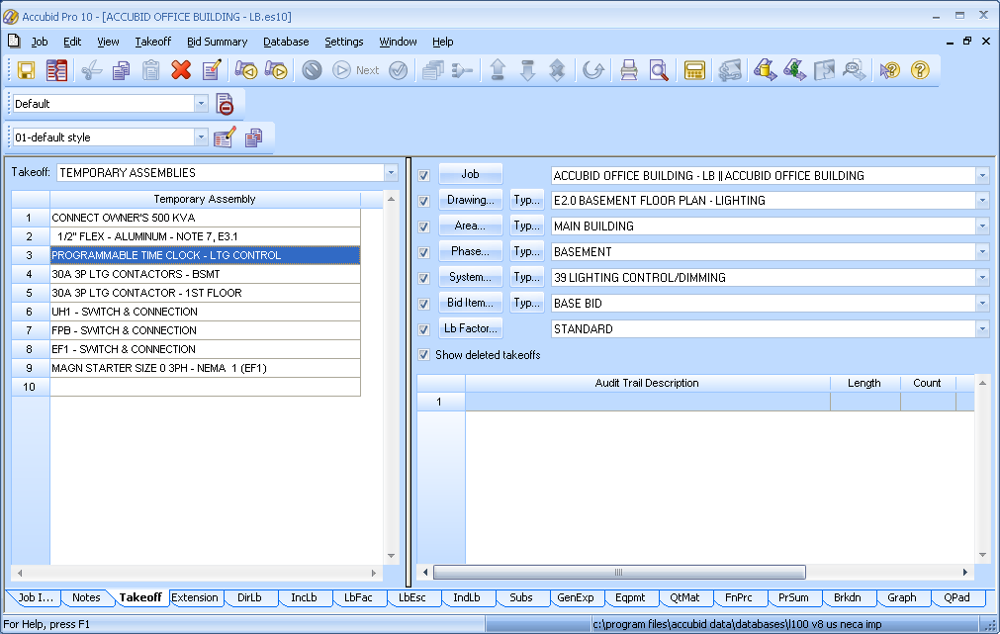 Accubid Pro 10 - [ACCUBID OFFICE BUILDING - LB.es10]
Job Edit View Takeoff Bid Summary Database Settings Window Help
Next
Default
01-default style
Takeoff: TEMPORARY ASSEMBLIES
Temporary Assembly
1 CONNECT OWNER'S 500 KVA
2 1/2" FLEX - ALUMINUM - NOTE 7, E3.1
3 PROGRAMMABLE TIME CLOCK - LTG CONTROL
4 30A 3P LTG CONTACTORS - BSMT
5 30A 3P LTG CONTACTOR - 1ST FLOOR
6 UH1 - SWITCH & CONNECTION
7 FPB - SWITCH & CONNECTION
8 EF1 - SWITCH & CONNECTION
9 MAGN STARTER SIZE 0 3PH - NEMA 1 (EF1)
10
Job ACCUBID OFFICE BUILDING - LB || ACCUBID OFFICE BUILDING
Drawing... Typ... E2.0 BASEMENT FLOOR PLAN - LIGHTING
Area... Typ... MAIN BUILDING
Phase... Typ... BASEMENT
System... Typ... 39 LIGHTING CONTROL/DIMMING
Bid Item... Typ... BASE BID
Lb Factor... STANDARD
Show deleted takeoffs
Audit Trail Description Length Count
1
Job I... Notes Takeoff Extension DirLb IncLb LbFac LbEsc IndLb Subs GenExp Eqpmt QtMat FnPrc PrSum Brkdn Graph QPad
For Help, press F1 c:\program files\accubid data\databases\l100 v8 us neca imp